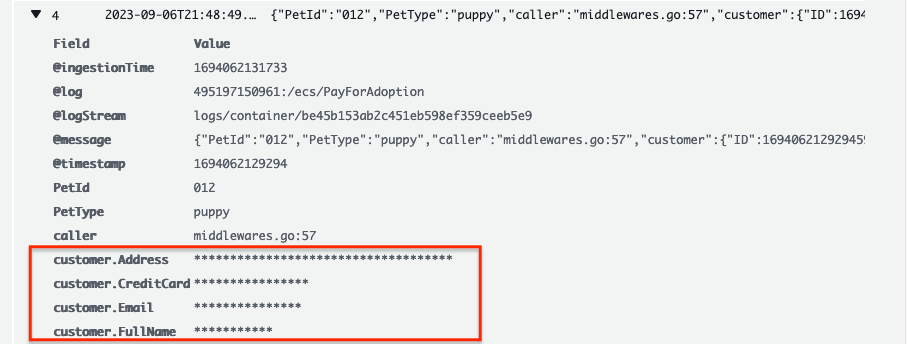 4 2023-09-06T21:48:49.… {"PetId":"012","PetType":"puppy","caller":"middlewares.go:57","customer":{"ID":1694
Field Value
@ingestionTime 1694062131733
@log 495197150961:/ecs/PayForAdoption
@logStream logs/container/be45b153ab2c451eb598ef359ceeb5e9
@message {"PetId":"012","PetType":"puppy","caller":"middlewares.go:57","customer":{"ID":169406212929459
@timestamp 1694062129294
PetId 012
PetType puppy
caller middlewares.go:57
customer.Address ************************************
customer.CreditCard ****************
customer.Email ***************
customer.FullName ***********